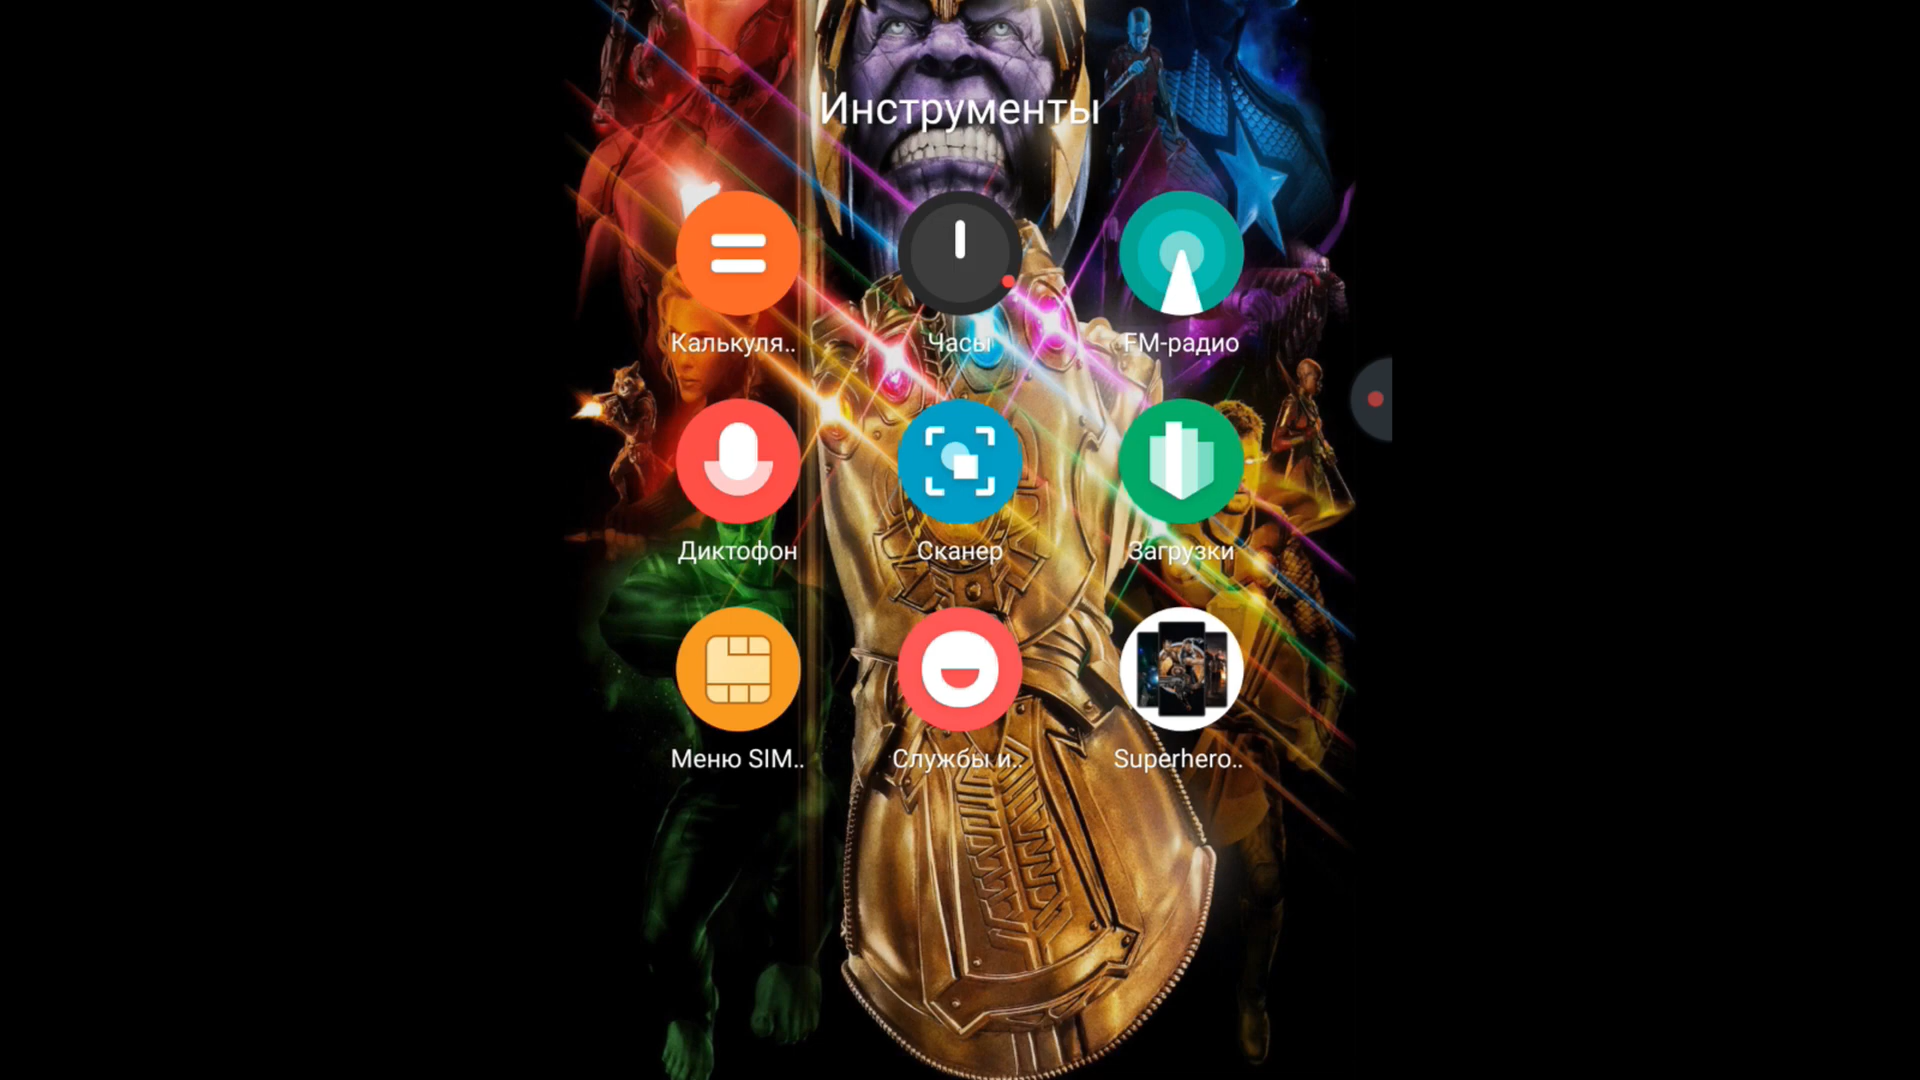 Инструменты
Калькуля..
Часы
FM-радио
Диктофон
Сканер
Загрузки
Меню SIM..
Службы и..
Superhero..